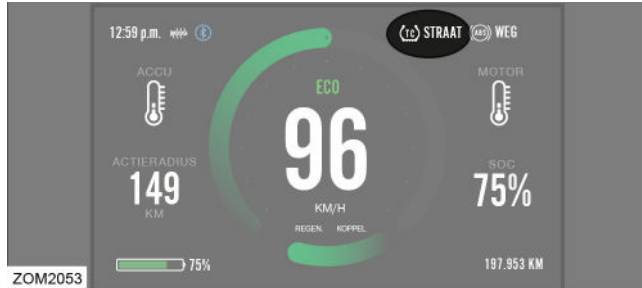 12:59 p.m. (TC) STRAAT (ABS) WEG
ACCU MOTOR
ECO
96
ACTIERADIUS SOC
149 75%
KM KM/H
REGEN. KOPPEL
75% 197.953 KM
ZOM2053